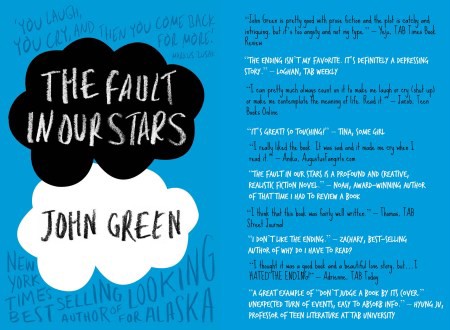 'YOU LAUGH,
YOU CRY, AND THEN YOU COME BACK
FOR MORE.'
MARKUS ZUSAK
THE FAULT
IN OUR STARS
JOHN GREEN
NEW
YORK
TIMES
BEST SELLING
AUTHOR OF
LOOKING
FOR ALASKA
"John Green is pretty good with prose fiction and the plot is catchy and
intriguing, but it's too angsty and not my type." – YoYo, TAB Times Book
Review
"THE ENDING ISN'T MY FAVORITE. IT'S DEFINITELY A DEPRESSING
STORY." – LOGHAN, TAB WEEKLY
"I can pretty much always count on it to make me laugh or cry (shut up)
or make me contemplate the meaning of life. Read it." – Jacob, Teen
Books Online
"IT'S GREAT! SO TOUCHING!" – TINA, SOME GIRL
"I really liked the book. It was sad and it made me cry when I
read it." – Anika,
"THE FAULT IN OUR STARS IS A PROFOUND AND CREATIVE,
REALISTIC FICTION NOVEL." – NOAH, AWARD-WINNING AUTHOR
OF THAT TIME I HAD TO REVIEW A BOOK
"I think that this book was fairly well written." – Thomas, TAB
Street Journal
"I DON'T LIKE THE ENDING." – ZACHARY, BEST-SELLING
AUTHOR OF WHY DO I HAVE TO READ?
"I thought it was a good book and a beautiful love story, but... I
HATED THE ENDING!" – Adrienne, TAB Today
"A GREAT EXAMPLE OF "DON'T JUDGE A BOOK BY ITS COVER."
UNEXPECTED TURN OF EVENTS, EASY TO ABSORB INFO." – HYUNG JU,
PROFESSOR OF TEEN LITERATURE AT TAB UNIVERSITY